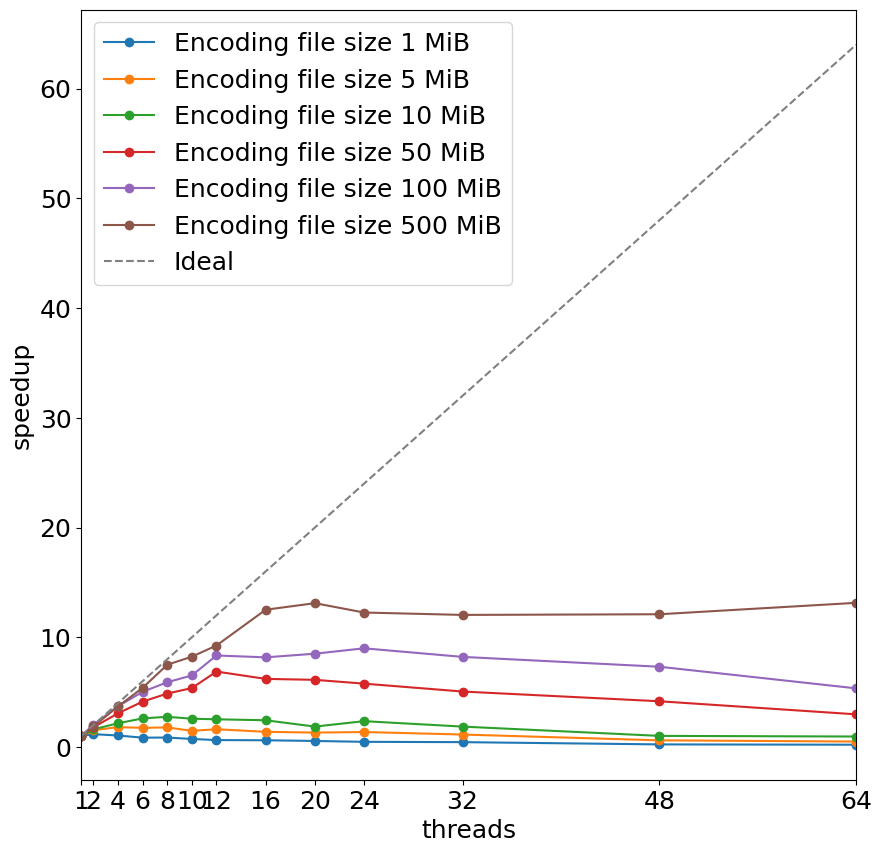 Encoding file size 1 MiB
Encoding file size 5 MiB
Encoding file size 10 MiB
Encoding file size 50 MiB
Encoding file size 100 MiB
Encoding file size 500 MiB
Ideal
60
50
40
30
20
10
0
speedup
1 2 4 6 8 10 12 16 20 24 32 48 64
threads